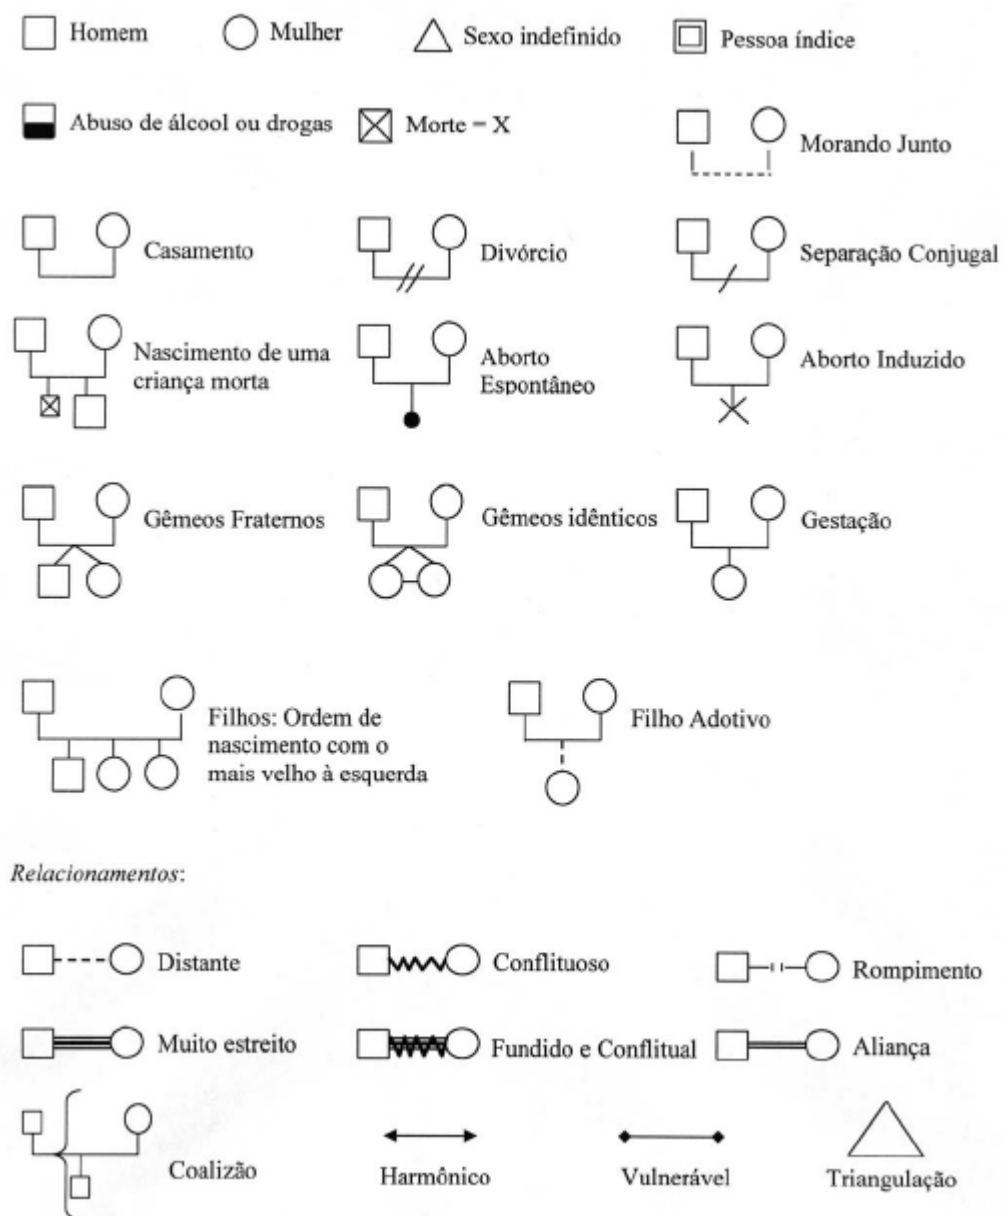 Homem
Mulher
Sexo indefinido
Pessoa índice
Abuso de álcool ou drogas
Morte = X
Morando Junto
Casamento
Divórcio
Separação Conjugal
Nascimento de uma
criança morta
Aborto
Espontâneo
Aborto Induzido
Gêmeos Fraternos
Gêmeos idênticos
Gestação
Filhos: Ordem de
nascimento com o
mais velho à esquerda
Filho Adotivo
Relacionamentos:
Distante
Conflituoso
Rompimento
Muito estreito
Fundido e Conflitual
Aliança
Coalizão
Harmônico
Vulnerável
Triangulação